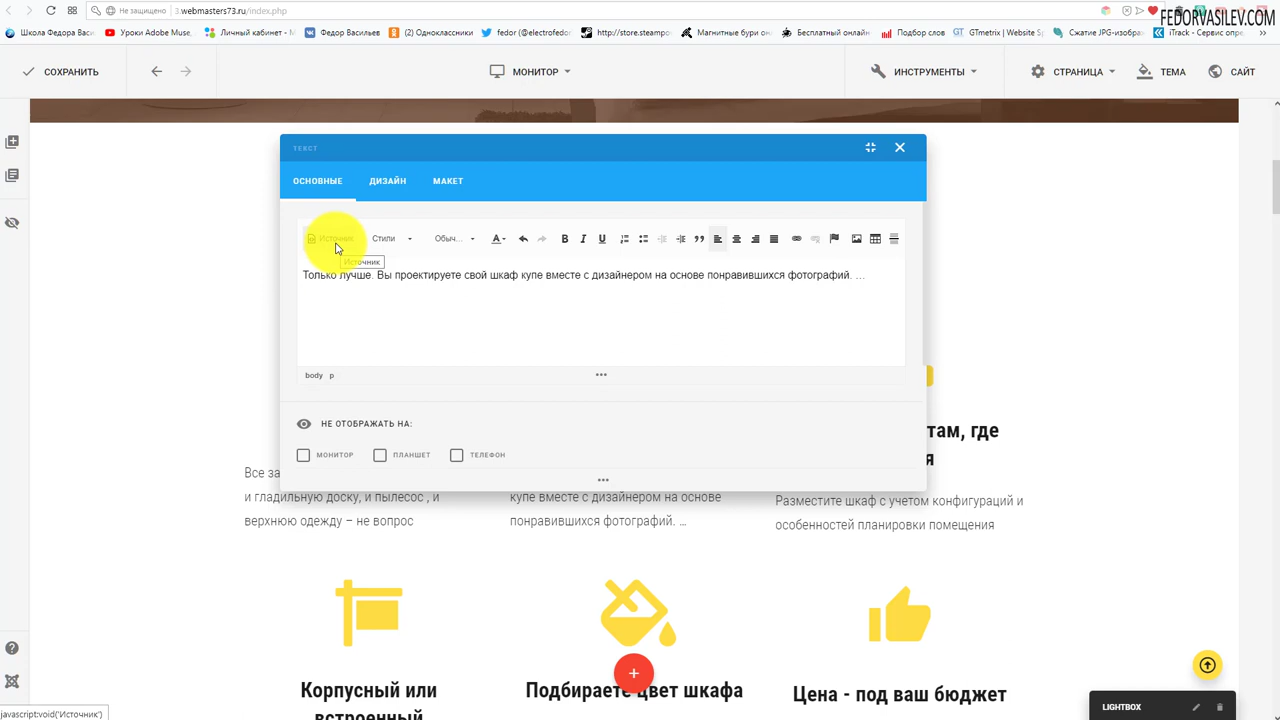 Не защищено
3.webmasters73.ru/index.php
FEDORVASILEV.COM
Школа Федора Васи
Уроки Adobe Muse,
Личный кабинет - М
Федор Васильев
(2) Одноклассники
fedor (@electrofedor)
http://store.steampo
Магнитные бури он
Бесплатный онлайн
Подбор слов
GTmetrix | Website Sp
Сжатие JPG-изображ
iTrack - Сервис опре
СОХРАНИТЬ
МОНИТОР
ИНСТРУМЕНТЫ
СТРАНИЦА
ТЕМА
САЙТ
ТЕКСТ
ОСНОВНЫЕ
ДИЗАЙН
МАКЕТ
Источник
Стили
Обыч...
Источник
Только лучше. Вы проектируете свой шкаф купе вместе с дизайнером на основе понравившихся фотографий. ...
body p
НЕ ОТОБРАЖАТЬ НА:
МОНИТОР
ПЛАНШЕТ
ТЕЛЕФОН
там, где
я
Все за
и гладильную доску, и пылесос , и
верхнюю одежду – не вопрос
купе вместе с дизайнером на основе
понравившихся фотографий. ...
Разместите шкаф с учетом конфигураций и
особенностей планировки помещения
Корпусный или
встроенный
Подбираете цвет шкафа
Цена - под ваш бюджет
LIGHTBOX
javascript:void('Источник')